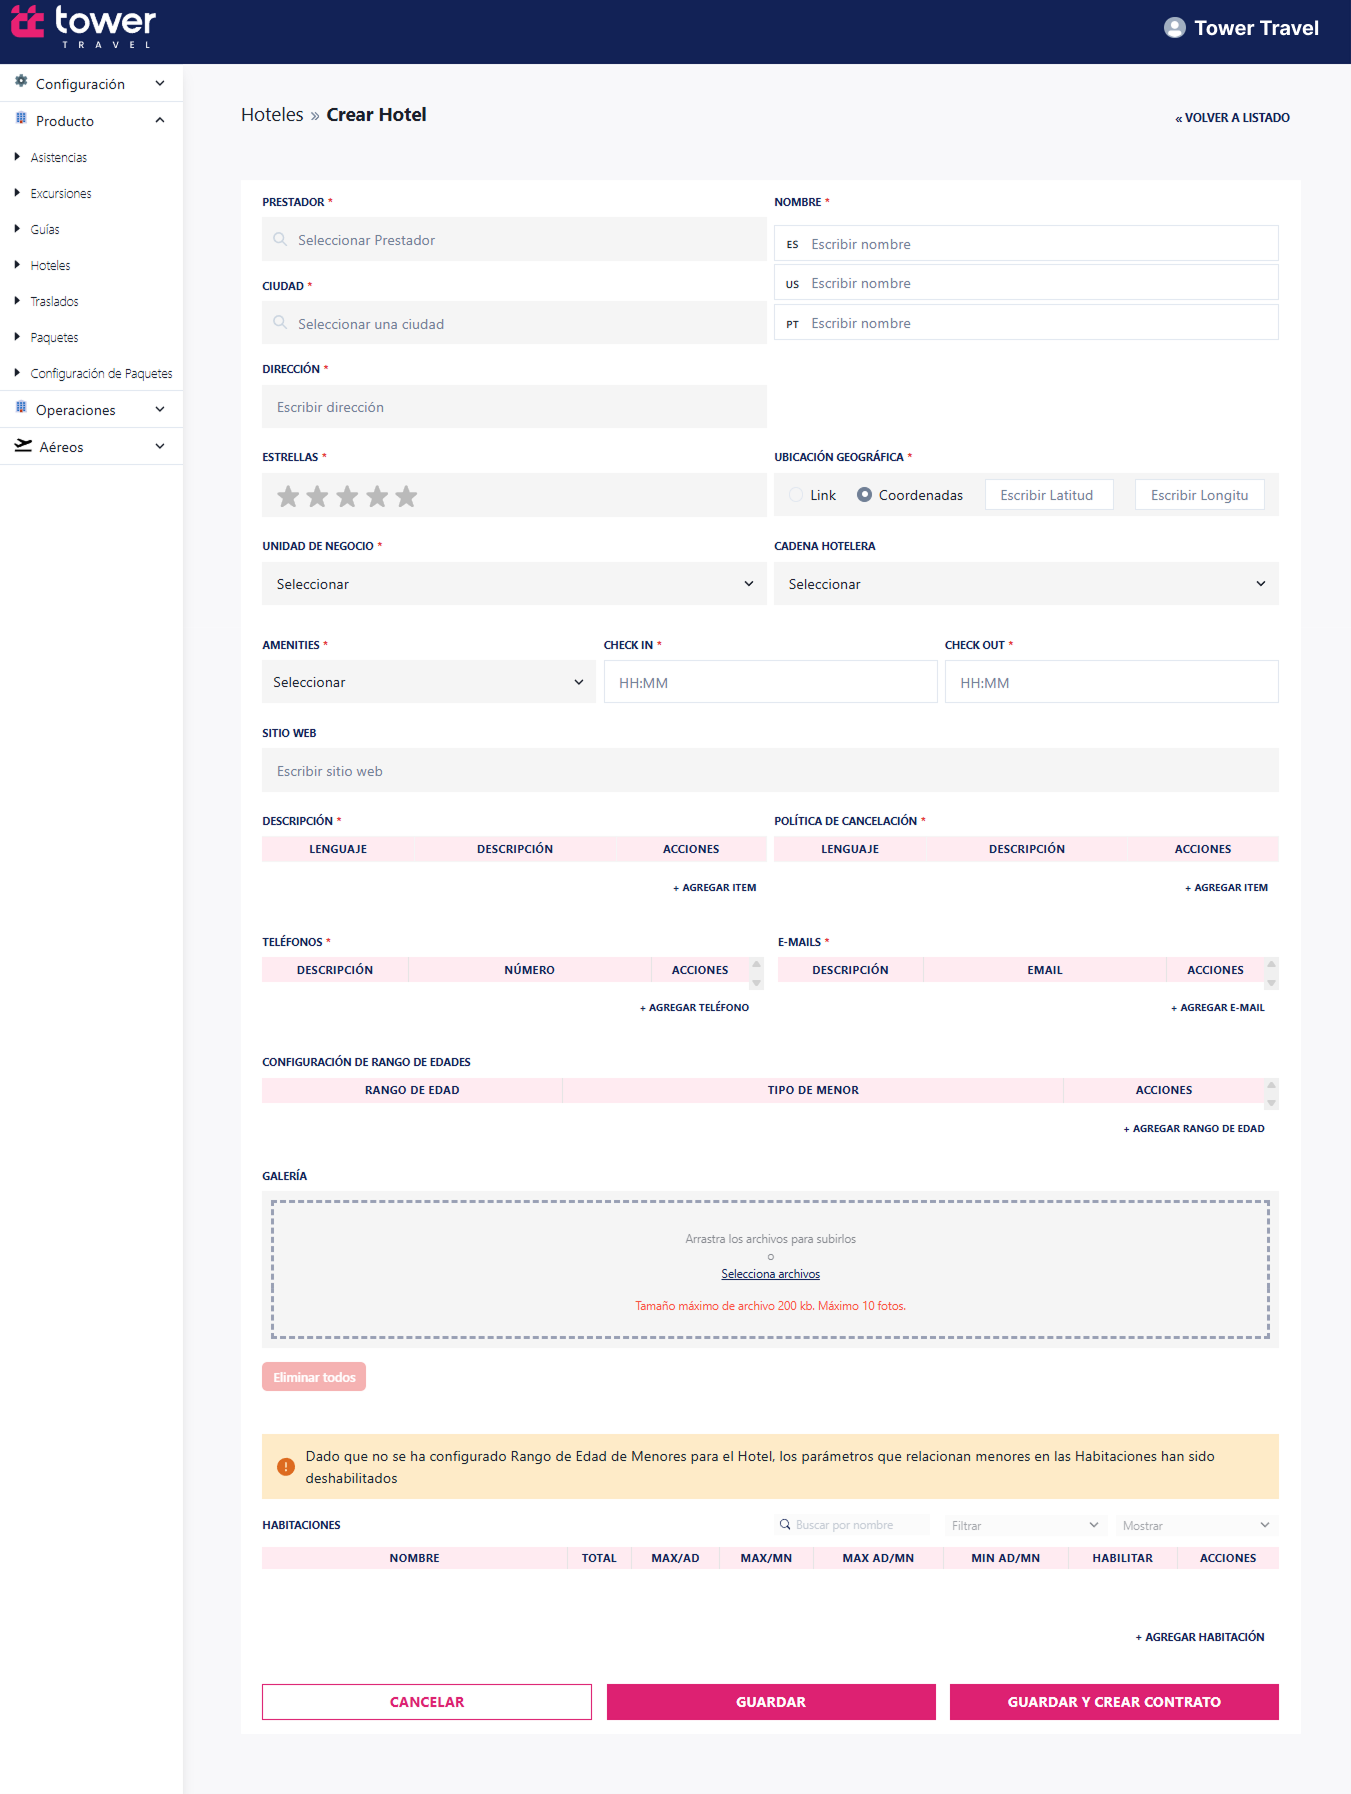 tower
TRAVEL
Tower Travel
Configuración
Producto
Asistencias
Excursiones
Guías
Hoteles
Traslados
Paquetes
Configuración de Paquetes
Operaciones
Aéreos
Hoteles » Crear Hotel
« VOLVER A LISTADO
PRESTADOR *
Seleccionar Prestador
NOMBRE *
ES Escribir nombre
US Escribir nombre
PT Escribir nombre
CIUDAD *
Seleccionar una ciudad
DIRECCIÓN *
Escribir dirección
ESTRELLAS *
UBICACIÓN GEOGRÁFICA *
Link Coordenadas Escribir Latitud Escribir Longitu
UNIDAD DE NEGOCIO *
Seleccionar
CADENA HOTELERA
Seleccionar
AMENITIES *
Seleccionar
CHECK IN *
HH:MM
CHECK OUT *
HH:MM
SITIO WEB
Escribir sitio web
DESCRIPCIÓN *
LENGUAJE DESCRIPCIÓN ACCIONES
+ AGREGAR ITEM
POLÍTICA DE CANCELACIÓN *
LENGUAJE DESCRIPCIÓN ACCIONES
+ AGREGAR ITEM
TELÉFONOS *
DESCRIPCIÓN NÚMERO ACCIONES
+ AGREGAR TELÉFONO
E-MAILS *
DESCRIPCIÓN EMAIL ACCIONES
+ AGREGAR E-MAIL
CONFIGURACIÓN DE RANGO DE EDADES
RANGO DE EDAD TIPO DE MENOR ACCIONES
+ AGREGAR RANGO DE EDAD
GALERÍA
Arrastra los archivos para subirlos
o
Selecciona archivos
Tamaño máximo de archivo 200 kb. Máximo 10 fotos.
Eliminar todos
Dado que no se ha configurado Rango de Edad de Menores para el Hotel, los parámetros que relacionan menores en las Habitaciones han sido
deshabilitados
HABITACIONES
Buscar por nombre Filtrar Mostrar
NOMBRE TOTAL MAX/AD MAX/MN MAX AD/MN MIN AD/MN HABILITAR ACCIONES
+ AGREGAR HABITACIÓN
CANCELAR GUARDAR GUARDAR Y CREAR CONTRATO